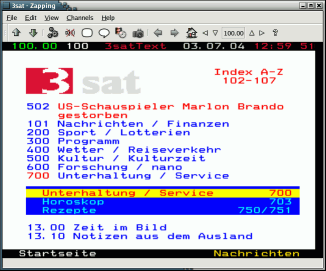 3sat - Zapping
File View Channels Help
100.00
100.00 100 3satText 03.07.04 12:59 51
3sat
Index A-Z
102-107
502 US-Schauspieler Marlon Brando
gestorben
101 Nachrichten / Finanzen
200 Sport / Lotterien
300 Programm
400 Wetter / Reiseverkehr
500 Kultur / Kulturzeit
600 Forschung / nano
700 Unterhaltung / Service
Unterhaltung / Service 700
Horoskop 703
Rezepte 750/751
13.00 Zeit im Bild
13.10 Notizen aus dem Ausland
Startseite Nachrichten